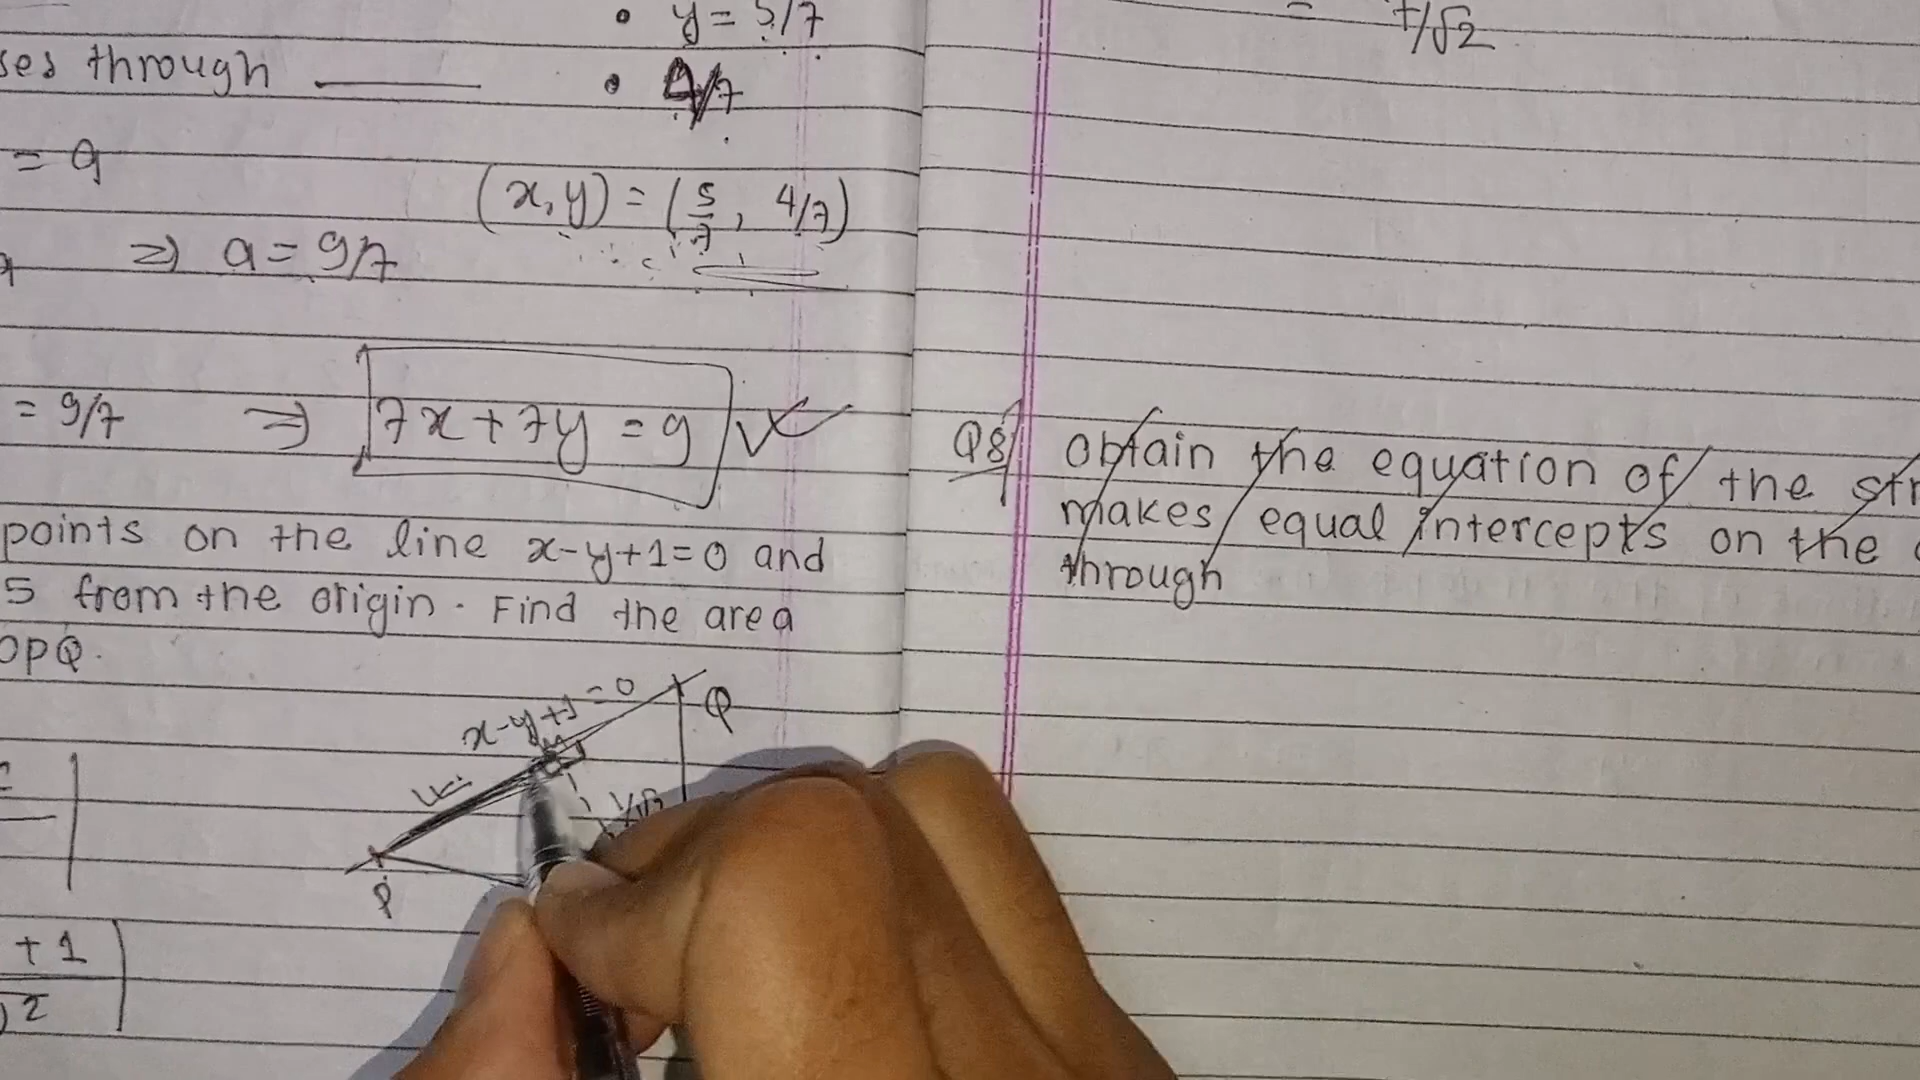 • y = 5/7
ses through
• 4/7
= 9
(x, y) = (5/7, 4/7)
⇒ a = 9/7
= 9/7 ⇒ 7x + 7y = 9
points on the line x-y+1=0 and
5 from the origin. Find the area
OPQ.
x-y+1=0
Q
1/√2
P
+ 1
2
7/√2
Q8 obtain the equation of the str
makes equal intercepts on the
through